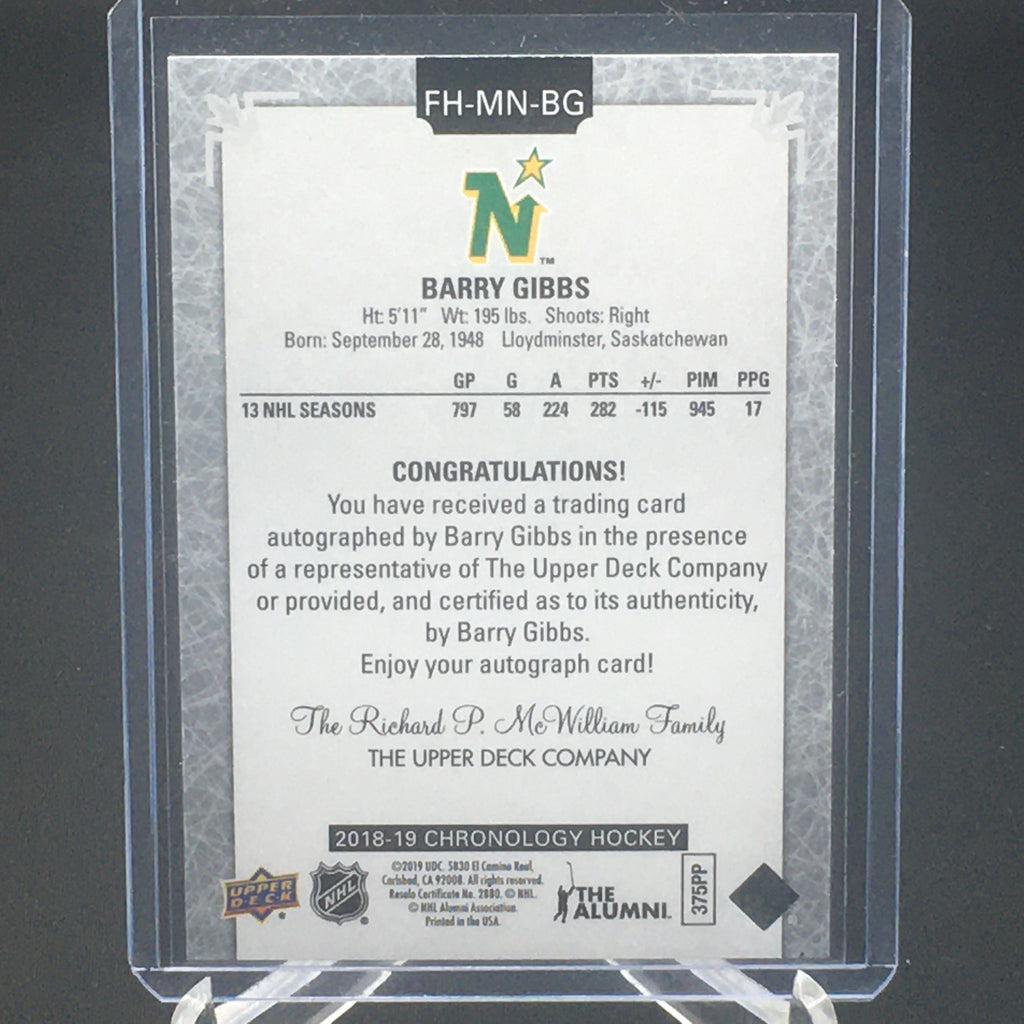 FH-MN-BG
N
TM
BARRY GIBBS
Ht: 5'11" Wt: 195 lbs. Shoots: Right
Born: September 28, 1948 Lloydminster, Saskatchewan
GP G A PTS +/- PIM PPG
13 NHL SEASONS 797 58 224 282 -115 945 17
CONGRATULATIONS!
You have received a trading card
autographed by Barry Gibbs in the presence
of a representative of The Upper Deck Company
or provided, and certified as to its authenticity,
by Barry Gibbs.
Enjoy your autograph card!
The Richard P. McWilliam Family
THE UPPER DECK COMPANY
2018-19 CHRONOLOGY HOCKEY
UPPER
DECK
NHL
©2019 UDC. 5830 El Camino Real,
Carlsbad, CA 92008. All rights reserved.
Resale Certificate No. 2880. © NHL.
© NHL Alumni Association.
Printed in the USA.
THE
ALUMNI
375PP